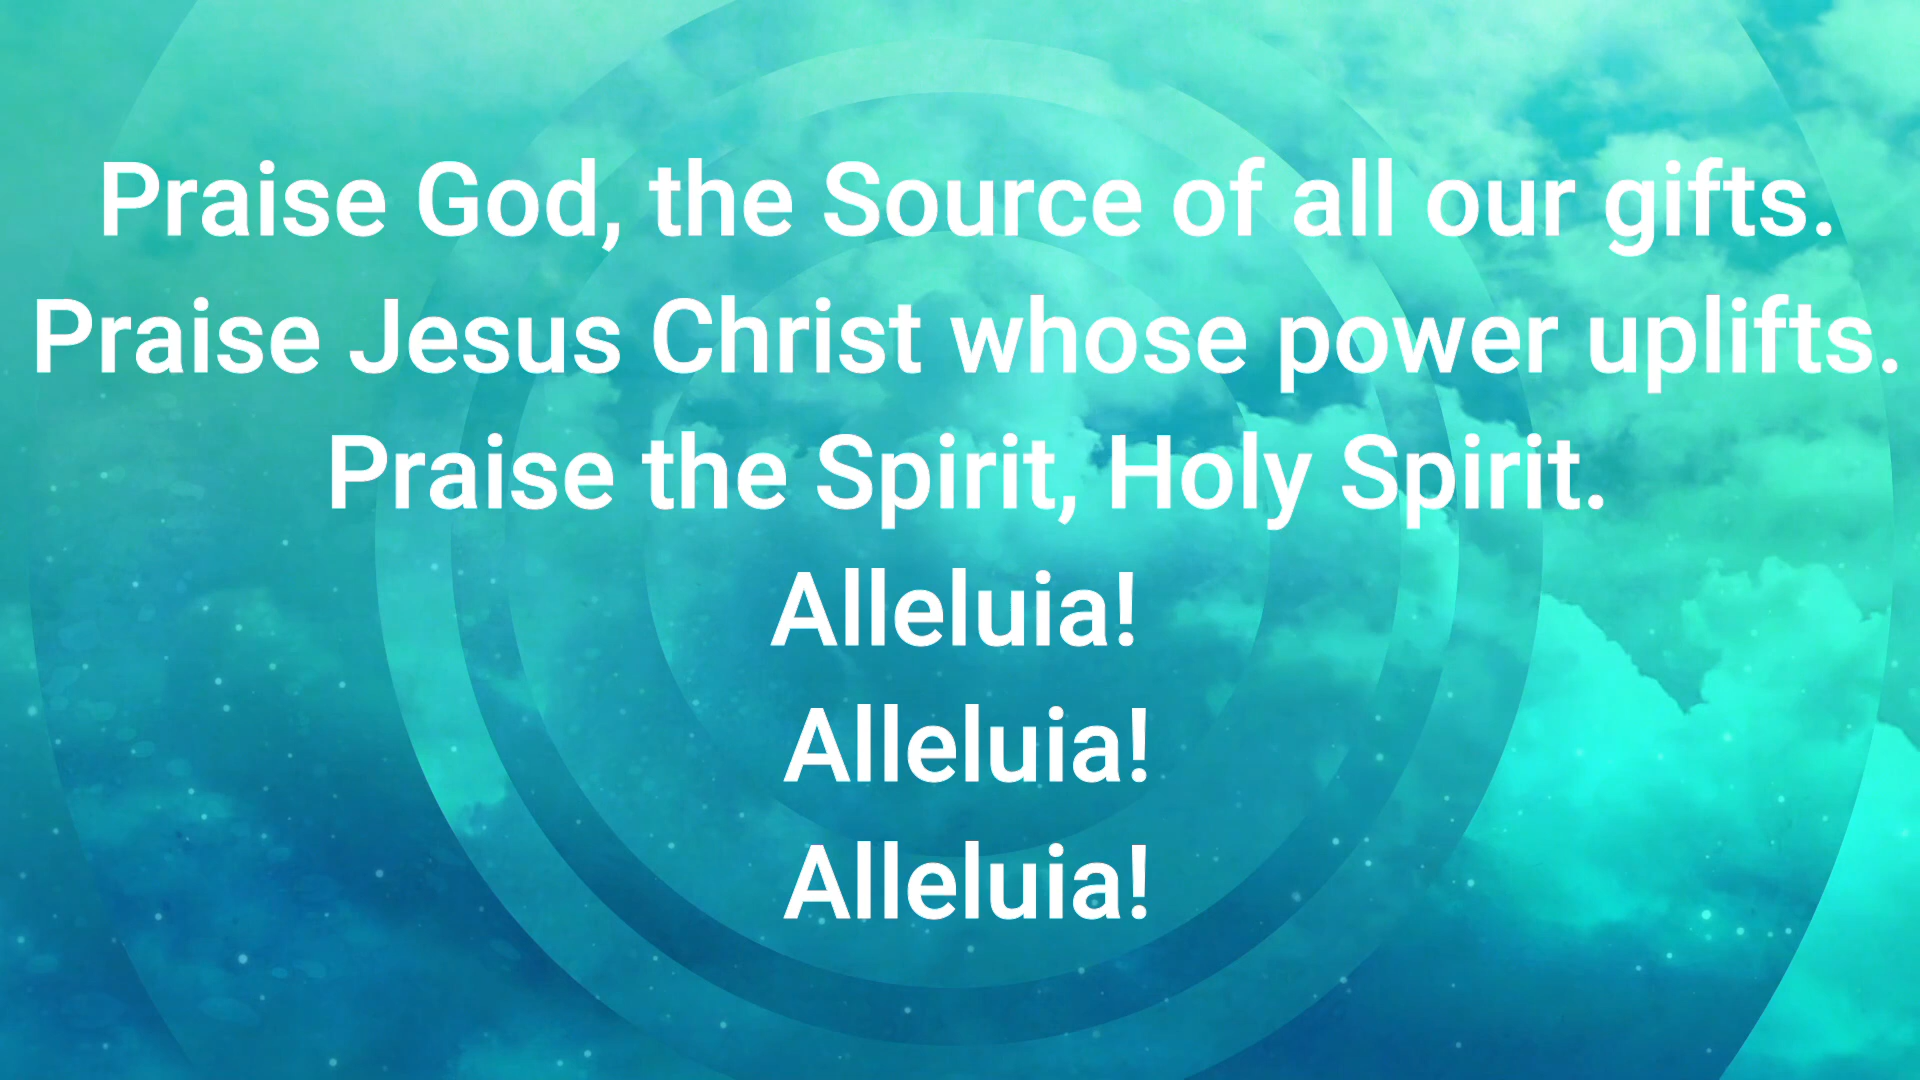 Praise God, the Source of all our gifts.
Praise Jesus Christ whose power uplifts.
Praise the Spirit, Holy Spirit.
Alleluia!
Alleluia!
Alleluia!